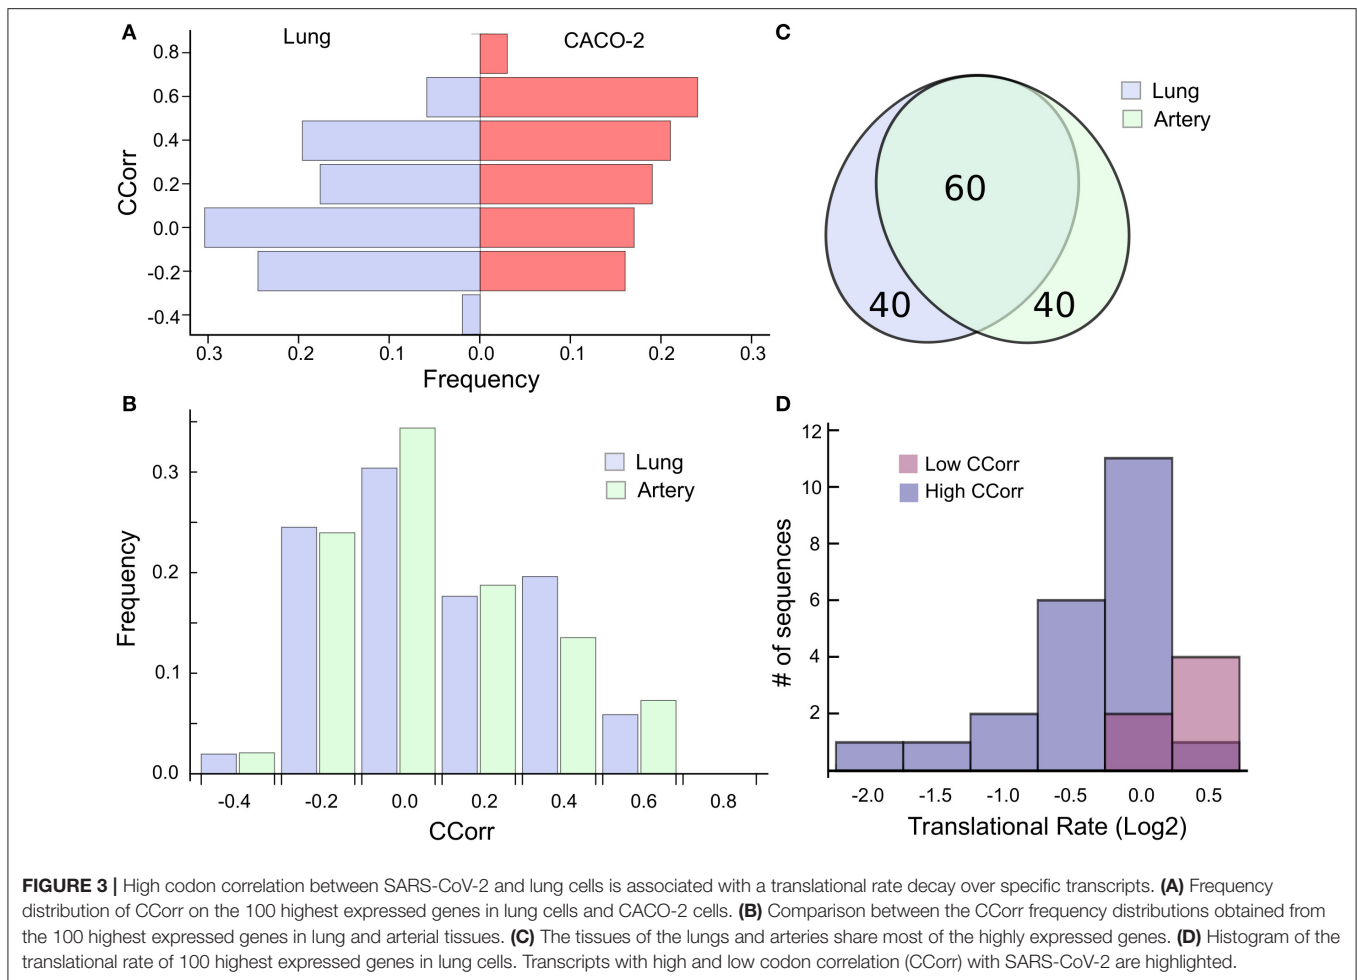 A
Lung
CACO-2
0.8
0.6
0.4
0.2
0.0
-0.2
-0.4
CCorr
0.3 0.2 0.1 0.0 0.1 0.2 0.3
Frequency
C
Lung
Artery
60
40 40
B
Lung
Artery
0.3
0.2
0.1
0.0
Frequency
-0.4 -0.2 0.0 0.2 0.4 0.6 0.8
CCorr
D
Low CCorr
High CCorr
12
10
8
6
4
2
# of sequences
-2.0 -1.5 -1.0 -0.5 0.0 0.5
Translational Rate (Log2)
FIGURE 3 | High codon correlation between SARS-CoV-2 and lung cells is associated with a translational rate decay over specific transcripts. (A) Frequency
distribution of CCorr on the 100 highest expressed genes in lung cells and CACO-2 cells. (B) Comparison between the CCorr frequency distributions obtained from
the 100 highest expressed genes in lung and arterial tissues. (C) The tissues of the lungs and arteries share most of the highly expressed genes. (D) Histogram of the
translational rate of 100 highest expressed genes in lung cells. Transcripts with high and low codon correlation (CCorr) with SARS-CoV-2 are highlighted.